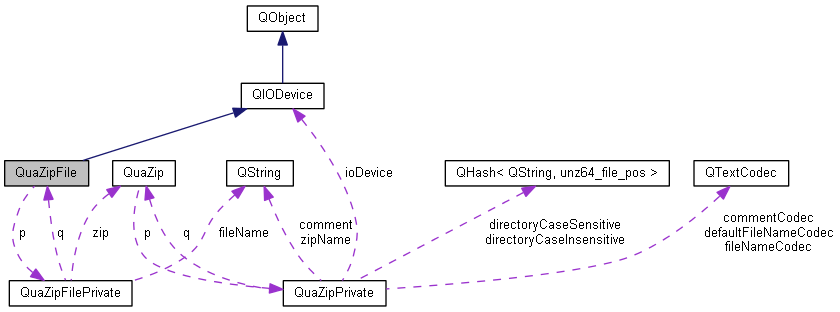 QObject
QIODevice
QuaZipFile
QuaZip
QString
ioDevice
QHash< QString, unz64_file_pos >
QTextCodec
p
q
zip
p
q
fileName
comment
zipName
directoryCaseSensitive
directoryCaseInsensitive
commentCodec
defaultFileNameCodec
fileNameCodec
QuaZipFilePrivate
QuaZipPrivate